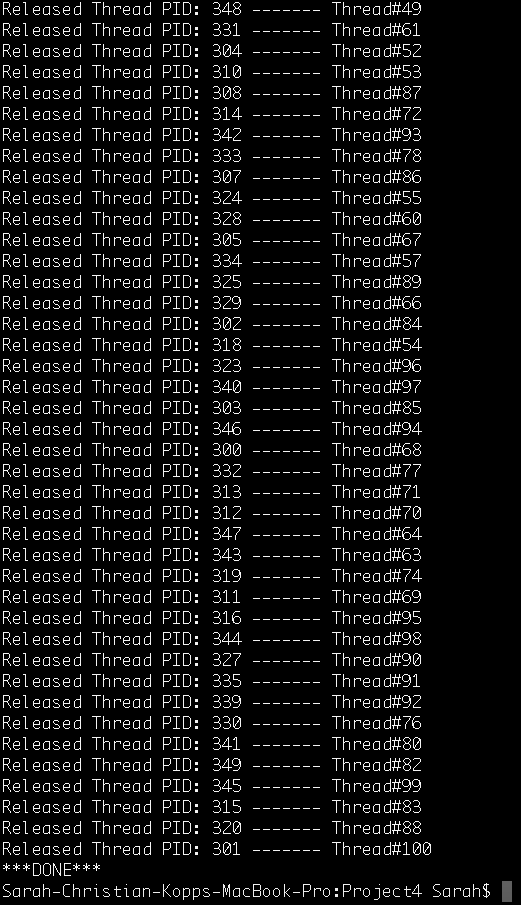 Released Thread PID: 348 ------- Thread#49
Released Thread PID: 331 ------- Thread#61
Released Thread PID: 304 ------- Thread#52
Released Thread PID: 310 ------- Thread#53
Released Thread PID: 308 ------- Thread#87
Released Thread PID: 314 ------- Thread#72
Released Thread PID: 342 ------- Thread#93
Released Thread PID: 333 ------- Thread#78
Released Thread PID: 307 ------- Thread#86
Released Thread PID: 324 ------- Thread#55
Released Thread PID: 328 ------- Thread#60
Released Thread PID: 305 ------- Thread#67
Released Thread PID: 334 ------- Thread#57
Released Thread PID: 325 ------- Thread#89
Released Thread PID: 329 ------- Thread#66
Released Thread PID: 302 ------- Thread#84
Released Thread PID: 318 ------- Thread#54
Released Thread PID: 323 ------- Thread#96
Released Thread PID: 340 ------- Thread#97
Released Thread PID: 303 ------- Thread#85
Released Thread PID: 346 ------- Thread#94
Released Thread PID: 300 ------- Thread#68
Released Thread PID: 332 ------- Thread#77
Released Thread PID: 313 ------- Thread#71
Released Thread PID: 312 ------- Thread#70
Released Thread PID: 347 ------- Thread#64
Released Thread PID: 343 ------- Thread#63
Released Thread PID: 319 ------- Thread#74
Released Thread PID: 311 ------- Thread#69
Released Thread PID: 316 ------- Thread#95
Released Thread PID: 344 ------- Thread#98
Released Thread PID: 327 ------- Thread#90
Released Thread PID: 335 ------- Thread#91
Released Thread PID: 339 ------- Thread#92
Released Thread PID: 330 ------- Thread#76
Released Thread PID: 341 ------- Thread#80
Released Thread PID: 349 ------- Thread#82
Released Thread PID: 345 ------- Thread#99
Released Thread PID: 315 ------- Thread#83
Released Thread PID: 320 ------- Thread#88
Released Thread PID: 301 ------- Thread#100
***DONE***
Sarah-Christian-Kopps-MacBook-Pro:Project4 Sarah$